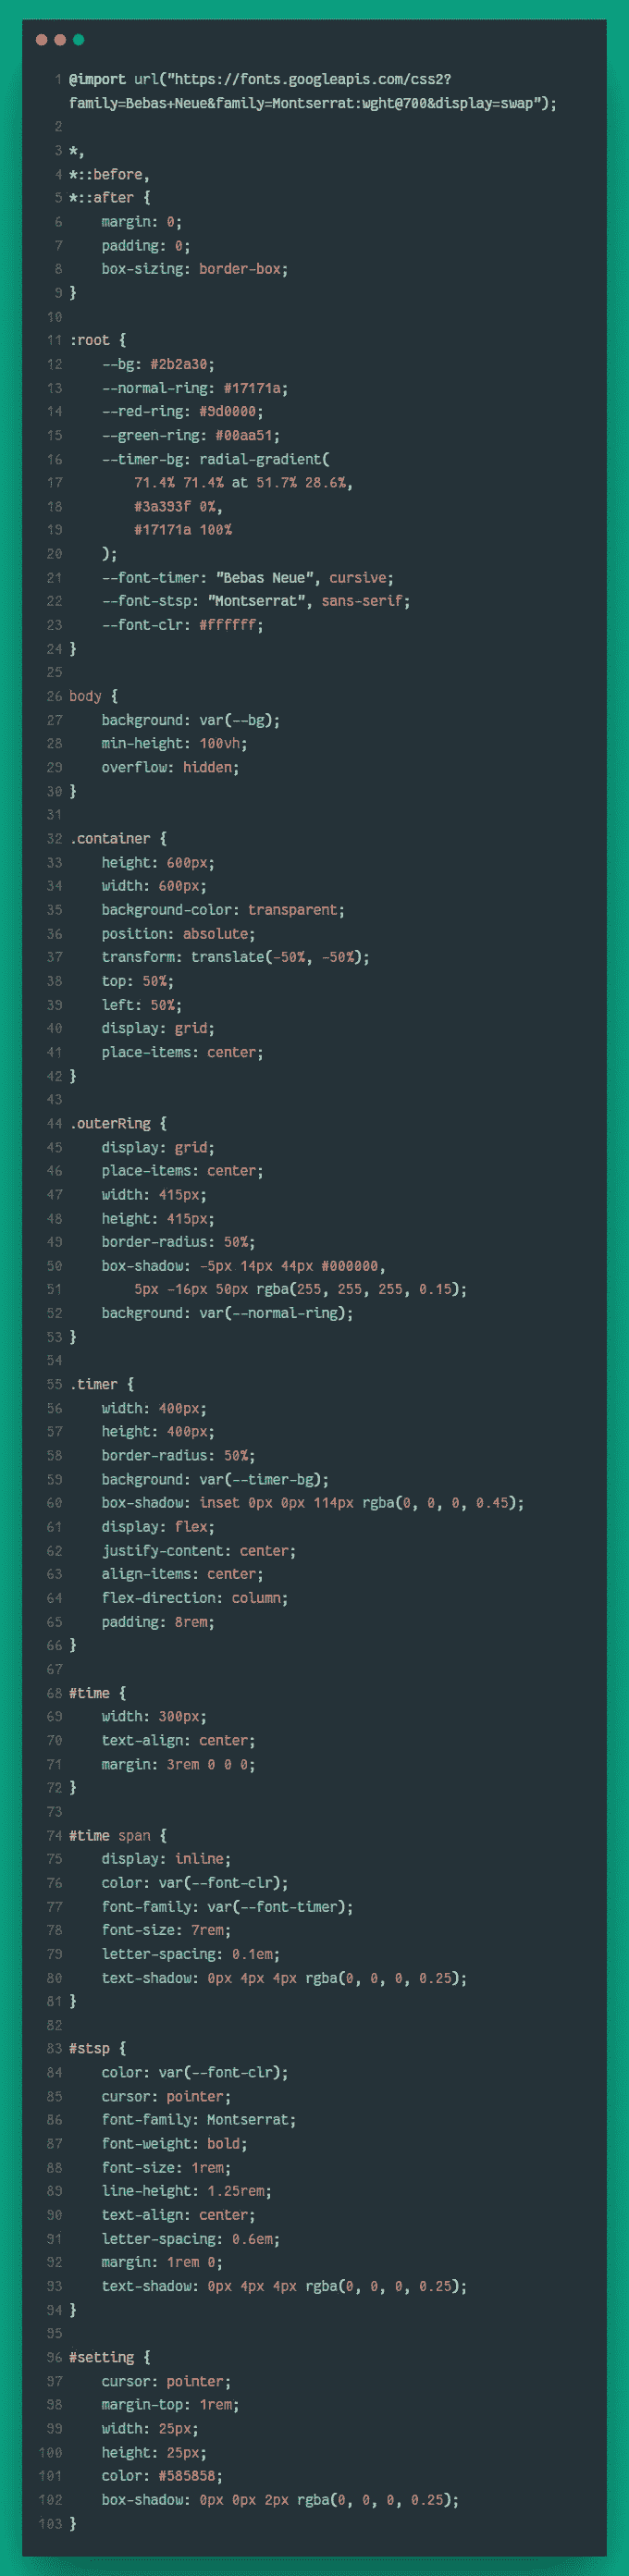 1 @import url("https://fonts.googleapis.com/css2?
family=Bebas+Neue&family=Montserrat:wght@700&display=swap");
2
3 *,
4 *::before,
5 *::after {
6     margin: 0;
7     padding: 0;
8     box-sizing: border-box;
9 }
10
11 :root {
12     --bg: #2b2a30;
13     --normal-ring: #17171a;
14     --red-ring: #9d0000;
15     --green-ring: #00aa51;
16     --timer-bg: radial-gradient(
17         71.4% 71.4% at 51.7% 28.6%,
18         #3a393f 0%,
19         #17171a 100%
20     );
21     --font-timer: "Bebas Neue", cursive;
22     --font-stsp: "Montserrat", sans-serif;
23     --font-clr: #ffffff;
24 }
25
26 body {
27     background: var(--bg);
28     min-height: 100vh;
29     overflow: hidden;
30 }
31
32 .container {
33     height: 600px;
34     width: 600px;
35     background-color: transparent;
36     position: absolute;
37     transform: translate(-50%, -50%);
38     top: 50%;
39     left: 50%;
40     display: grid;
41     place-items: center;
42 }
43
44 .outerRing {
45     display: grid;
46     place-items: center;
47     width: 415px;
48     height: 415px;
49     border-radius: 50%;
50     box-shadow: -5px 14px 44px #000000,
51         5px -16px 50px rgba(255, 255, 255, 0.15);
52     background: var(--normal-ring);
53 }
54
55 .timer {
56     width: 400px;
57     height: 400px;
58     border-radius: 50%;
59     background: var(--timer-bg);
60     box-shadow: inset 0px 0px 114px rgba(0, 0, 0, 0.45);
61     display: flex;
62     justify-content: center;
63     align-items: center;
64     flex-direction: column;
65     padding: 8rem;
66 }
67
68 #time {
69     width: 300px;
70     text-align: center;
71     margin: 3rem 0 0 0;
72 }
73
74 #time span {
75     display: inline;
76     color: var(--font-clr);
77     font-family: var(--font-timer);
78     font-size: 7rem;
79     letter-spacing: 0.1em;
80     text-shadow: 0px 4px 4px rgba(0, 0, 0, 0.25);
81 }
82
83 #stsp {
84     color: var(--font-clr);
85     cursor: pointer;
86     font-family: Montserrat;
87     font-weight: bold;
88     font-size: 1rem;
89     line-height: 1.25rem;
90     text-align: center;
91     letter-spacing: 0.6em;
92     margin: 1rem 0;
93     text-shadow: 0px 4px 4px rgba(0, 0, 0, 0.25);
94 }
95
96 #setting {
97     cursor: pointer;
98     margin-top: 1rem;
99     width: 25px;
100     height: 25px;
101     color: #585858;
102     box-shadow: 0px 0px 2px rgba(0, 0, 0, 0.25);
103 }